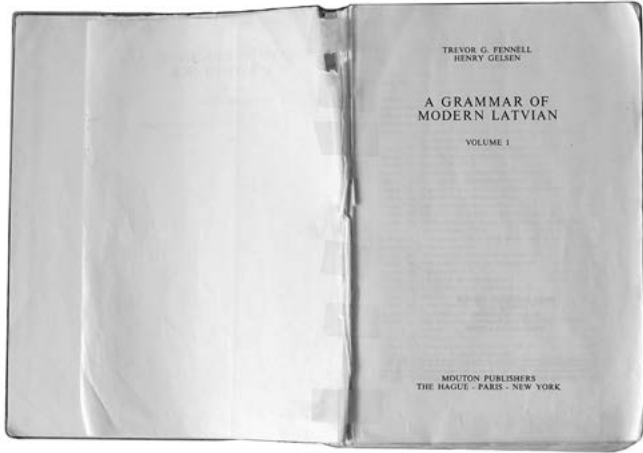 TREVOR G. FENNELL
HENRY GELSEN
A GRAMMAR OF
MODERN LATVIAN
VOLUME 1
MOUTON PUBLISHERS
THE HAGUE - PARIS - NEW YORK